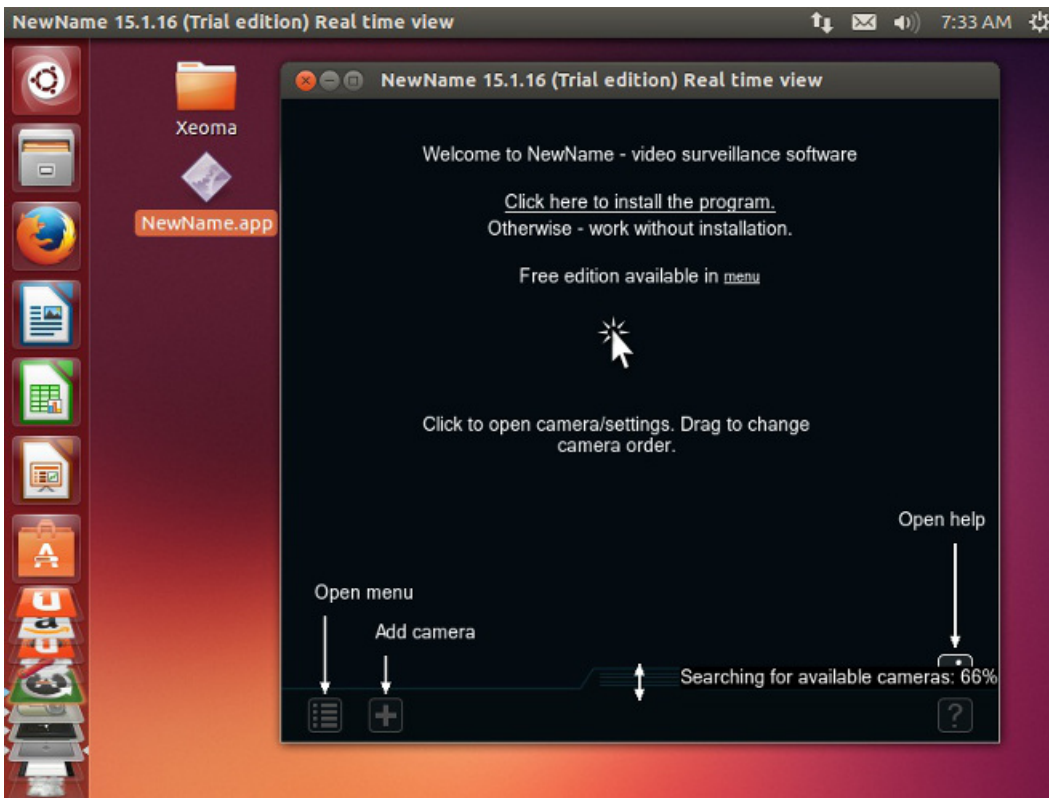 NewName 15.1.16 (Trial edition) Real time view
7:33 AM
Xeoma
NewName.app
NewName 15.1.16 (Trial edition) Real time view
Welcome to NewName - video surveillance software
Click here to install the program.
Otherwise - work without installation.
Free edition available in menu
Click to open camera/settings. Drag to change
camera order.
Open help
Open menu
Add camera
Searching for available cameras: 66%
?
A
U
a